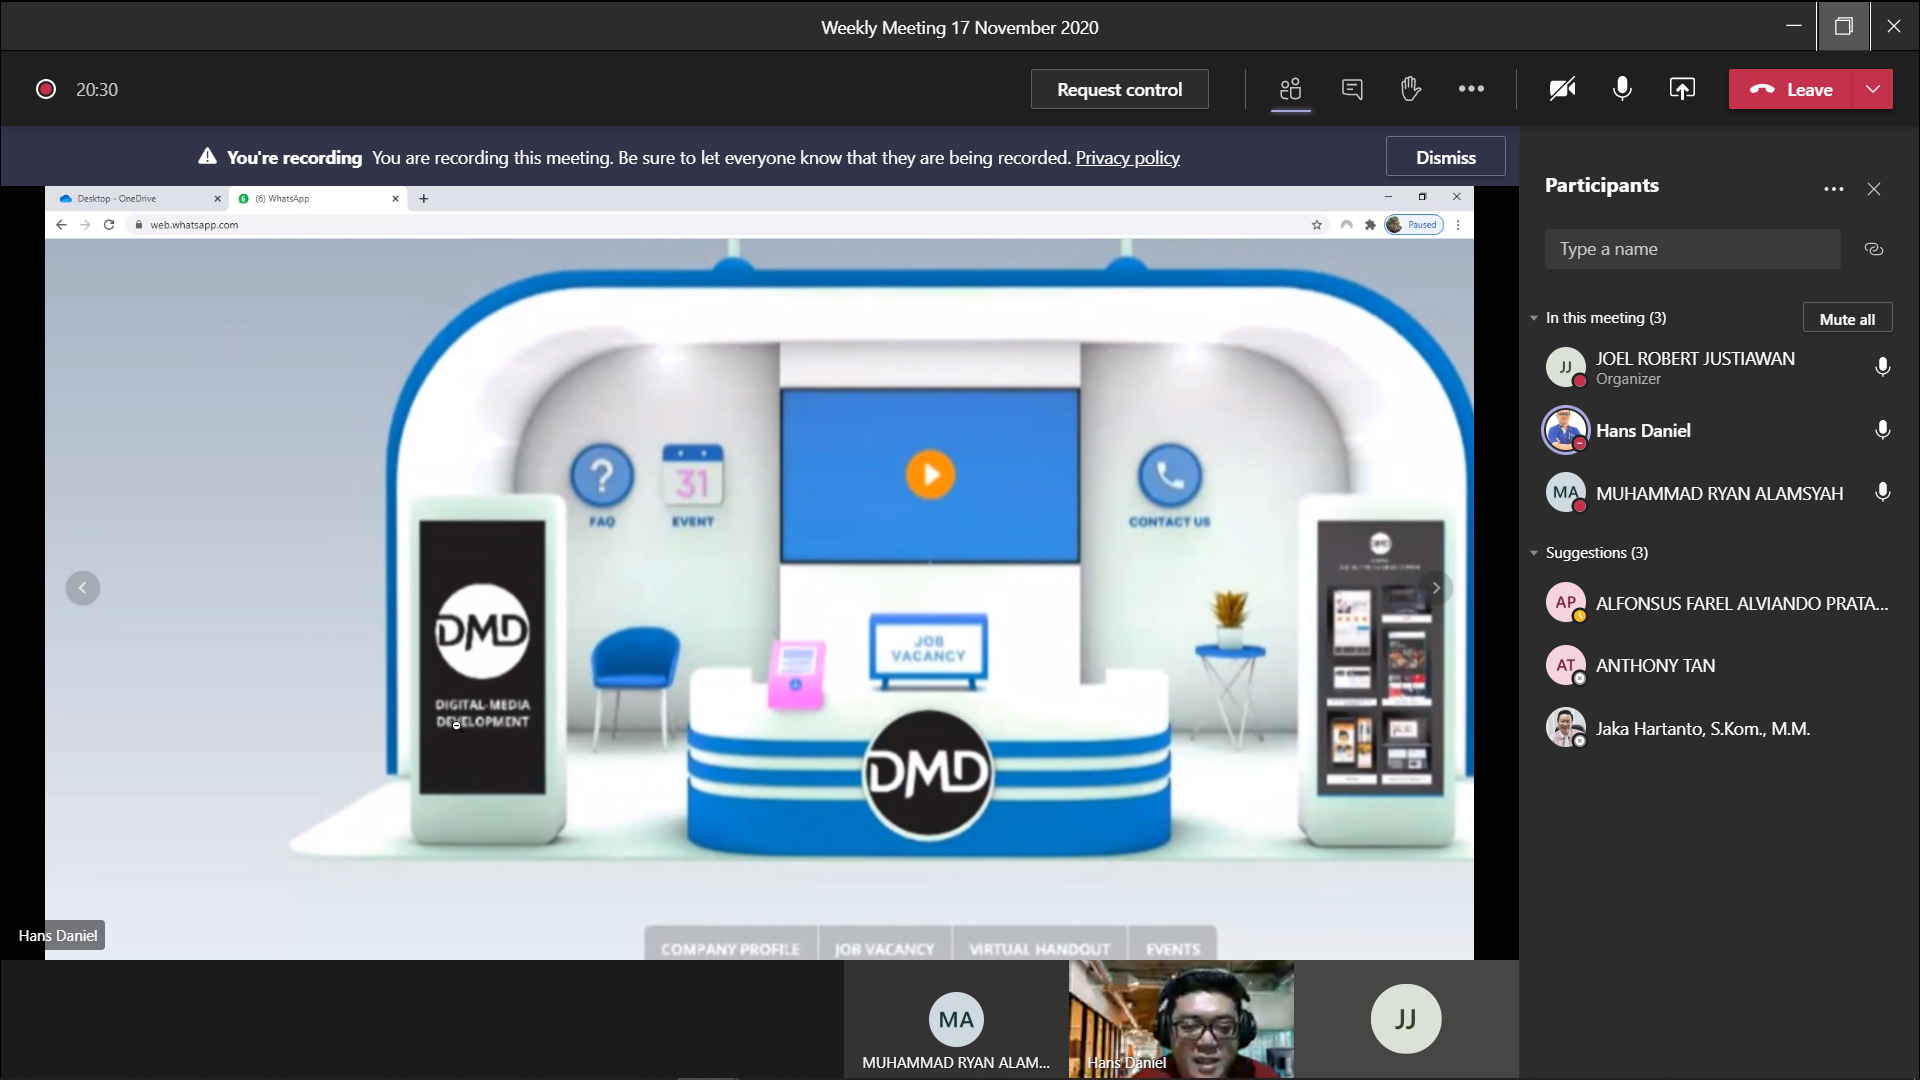 Weekly Meeting 17 November 2020
20:30
Request control
Leave
You're recording You are recording this meeting. Be sure to let everyone know that they are being recorded. Privacy policy
Dismiss
Desktop - OneDrive
(6) WhatsApp
web.whatsapp.com
Paused
?
FAQ
31
EVENT
CONTACT US
DMD
DIGITAL-MEDIA
DEVELOPMENT
JOB
VACANCY
DMD
DMD
COMPANY PROFILE
JOB VACANCY
VIRTUAL HANDOUT
EVENTS
Hans Daniel
MA
MUHAMMAD RYAN ALAM...
Hans Daniel
JJ
Participants
Type a name
In this meeting (3)
Mute all
JJ
JOEL ROBERT JUSTIAWAN
Organizer
Hans Daniel
MA
MUHAMMAD RYAN ALAMSYAH
Suggestions (3)
AP
ALFONSUS FAREL ALVIANDO PRATA...
AT
ANTHONY TAN
Jaka Hartanto, S.Kom., M.M.